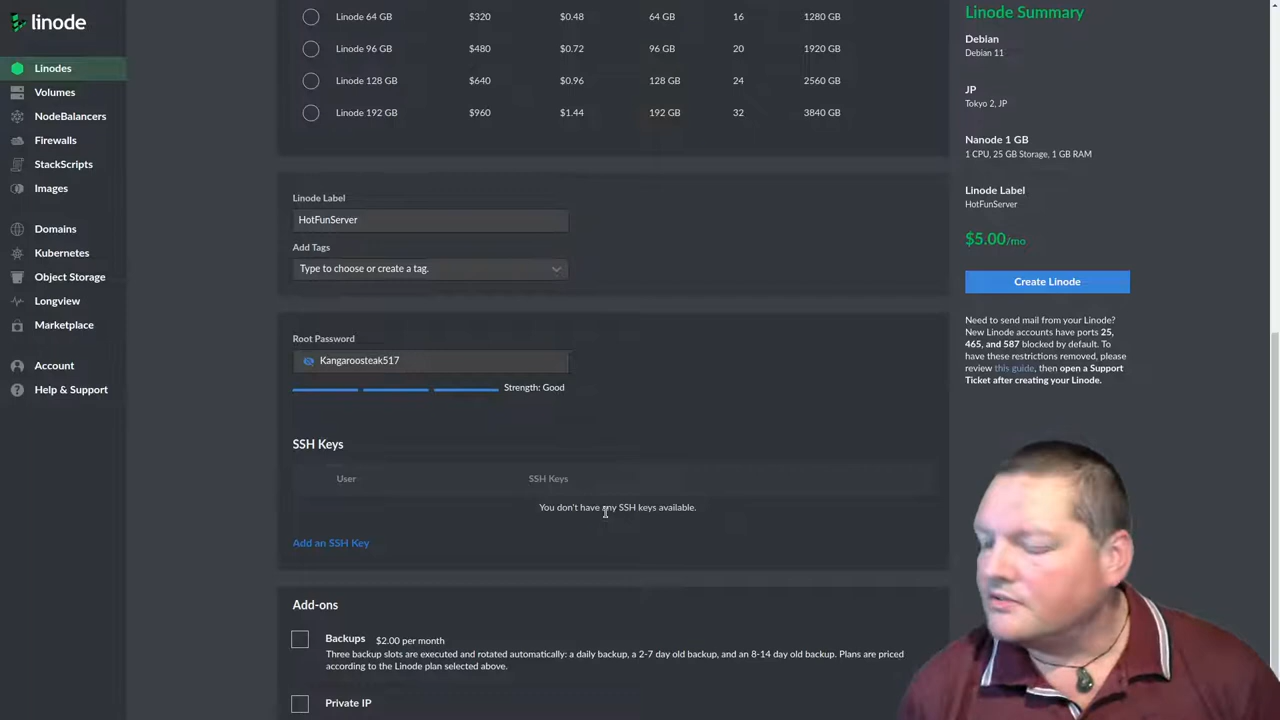 linode
Linodes
Volumes
NodeBalancers
Firewalls
StackScripts
Images
Domains
Kubernetes
Object Storage
Longview
Marketplace
Account
Help & Support
Linode 64 GB $320 $0.48 64 GB 16 1280 GB
Linode 96 GB $480 $0.72 96 GB 20 1920 GB
Linode 128 GB $640 $0.96 128 GB 24 2560 GB
Linode 192 GB $960 $1.44 192 GB 32 3840 GB
Linode Label
HotFunServer
Add Tags
Type to choose or create a tag.
Root Password
Kangaroosteak517
Strength: Good
SSH Keys
User SSH Keys
You don't have any SSH keys available.
Add an SSH Key
Add-ons
Backups $2.00 per month
Three backup slots are executed and rotated automatically: a daily backup, a 2-7 day old backup, and an 8-14 day old backup. Plans are priced
according to the Linode plan selected above.
Private IP
Linode Summary
Debian
Debian 11
JP
Tokyo 2, JP
Nanode 1 GB
1 CPU, 25 GB Storage, 1 GB RAM
Linode Label
HotFunServer
$5.00/mo
Create Linode
Need to send mail from your Linode?
New Linode accounts have ports 25,
465, and 587 blocked by default. To
have these restrictions removed, please
review this guide, then open a Support
Ticket after creating your Linode.